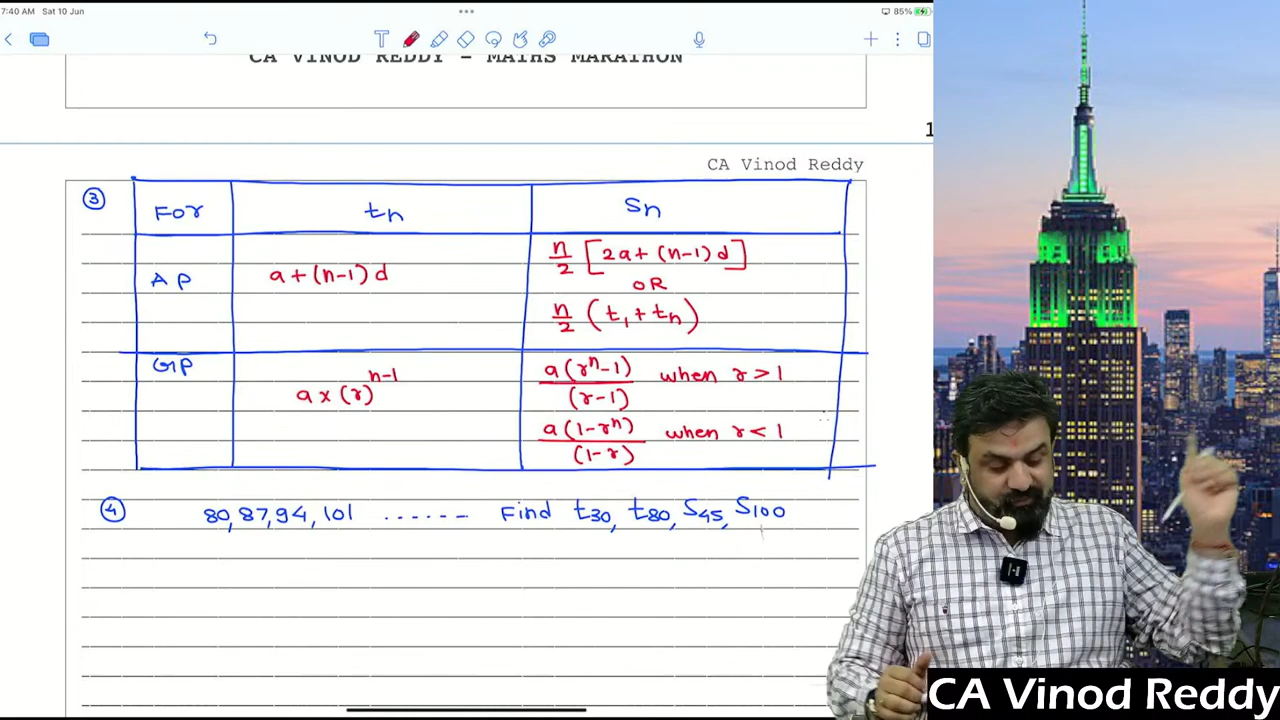 7:40 AM Sat 10 Jun
85%
CA VINOD REDDY – MATHS MARATHON
1
CA Vinod Reddy
③ For tn Sn
AP a + (n-1) d n/2 [2a + (n-1) d]
OR
n/2 (t₁ + tn)
GP a × (r)^(n-1) a(r^n - 1)/(r-1) when r > 1
a(1-r^n)/(1-r) when r < 1
④ 80, 87, 94, 101 ...... Find t₃₀, t₈₀, S₄₅, S₁₀₀
CA Vinod Reddy